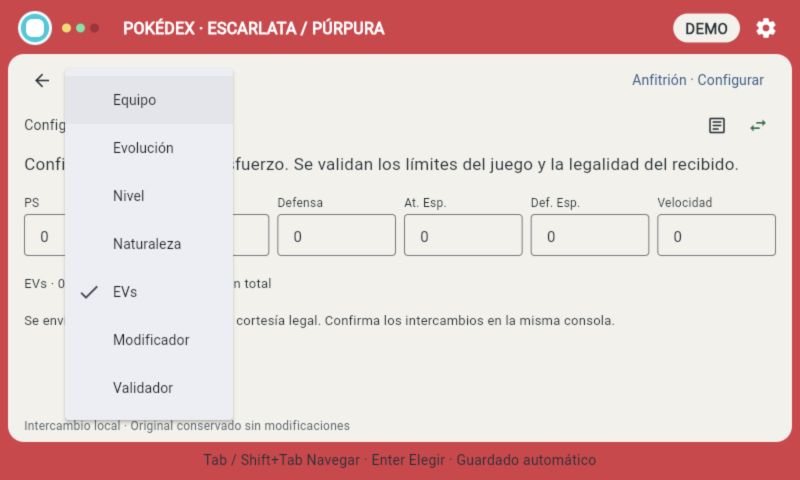 POKÉDEX · ESCARLATA / PÚRPURA
DEMO
Anfitrión · Configurar
Equipo
Evolución
Nivel
Naturaleza
EVs
Modificador
Validador
sfuerzo. Se validan los límites del juego y la legalidad del recibido.
PS
Defensa
At. Esp.
Def. Esp.
Velocidad
0
0
0
0
0
EVs · 0
total
Se
cortesía legal. Confirma los intercambios en la misma consola.
Intercambio local · Original conservado sin modificaciones
Tab / Shift+Tab Navegar · Enter Elegir · Guardado automático